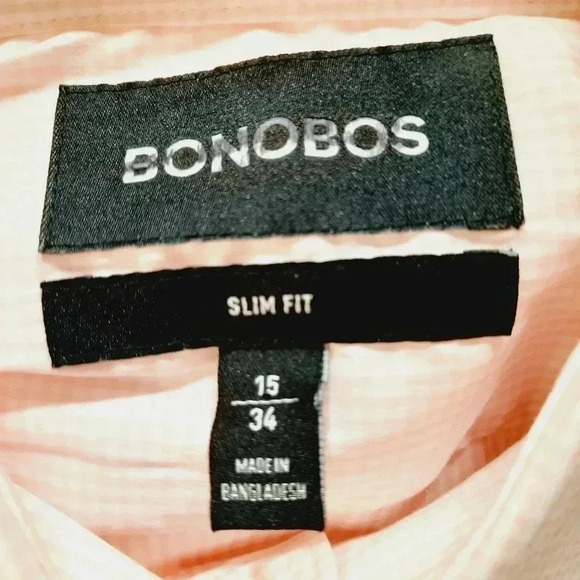 BONOBOS
SLIM FIT
15
34
MADE IN
BANGLADESH